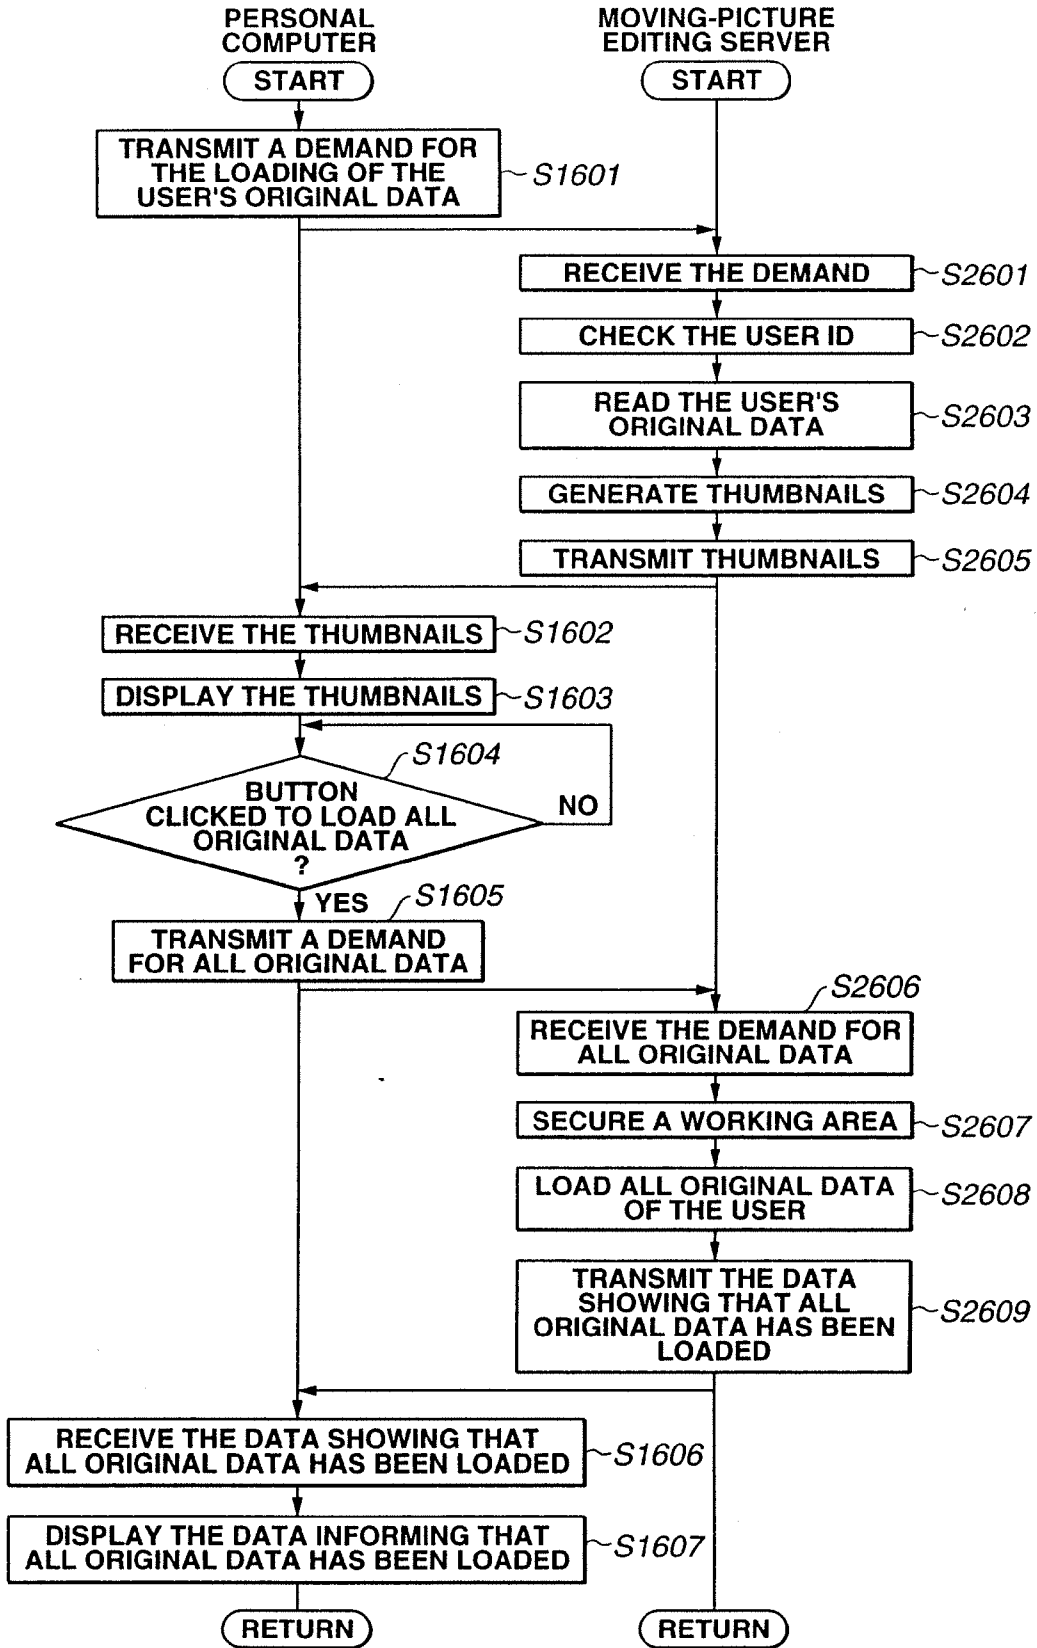 PERSONAL
COMPUTER
MOVING-PICTURE
EDITING SERVER
START
START
TRANSMIT A DEMAND FOR
THE LOADING OF THE
USER'S ORIGINAL DATA
S1601
RECEIVE THE DEMAND
S2601
CHECK THE USER ID
S2602
READ THE USER'S
ORIGINAL DATA
S2603
GENERATE THUMBNAILS
S2604
TRANSMIT THUMBNAILS
S2605
RECEIVE THE THUMBNAILS
S1602
DISPLAY THE THUMBNAILS
S1603
S1604
BUTTON
CLICKED TO LOAD ALL
ORIGINAL DATA
?
NO
YES
S1605
TRANSMIT A DEMAND
FOR ALL ORIGINAL DATA
S2606
RECEIVE THE DEMAND FOR
ALL ORIGINAL DATA
SECURE A WORKING AREA
S2607
LOAD ALL ORIGINAL DATA
OF THE USER
S2608
TRANSMIT THE DATA
SHOWING THAT ALL
ORIGINAL DATA HAS BEEN
LOADED
S2609
RECEIVE THE DATA SHOWING THAT
ALL ORIGINAL DATA HAS BEEN LOADED
S1606
DISPLAY THE DATA INFORMING THAT
ALL ORIGINAL DATA HAS BEEN LOADED
S1607
RETURN
RETURN